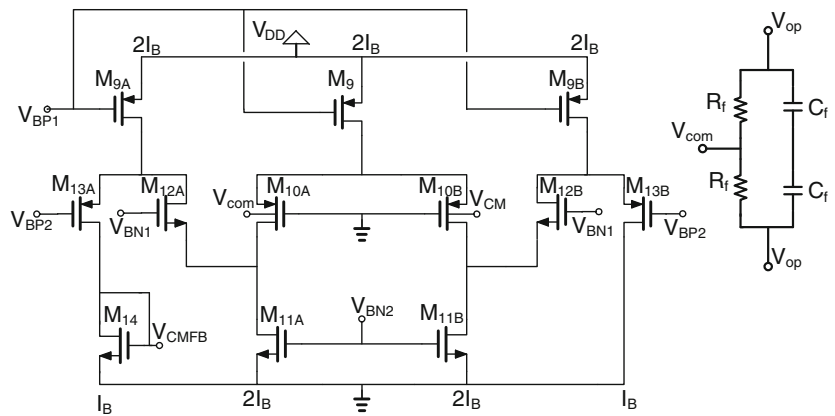 V_DD
2I_B
2I_B
2I_B
V_op
M_9A
M_9
M_9B
V_BP1
R_f
C_f
V_com
M_13A
M_12A
M_10A
M_10B
M_12B
M_13B
V_com
V_CM
R_f
C_f
V_BP2
V_BN1
V_BN1
V_BP2
V_op
M_14
V_CMFB
M_11A
V_BN2
M_11B
I_B
2I_B
2I_B
I_B